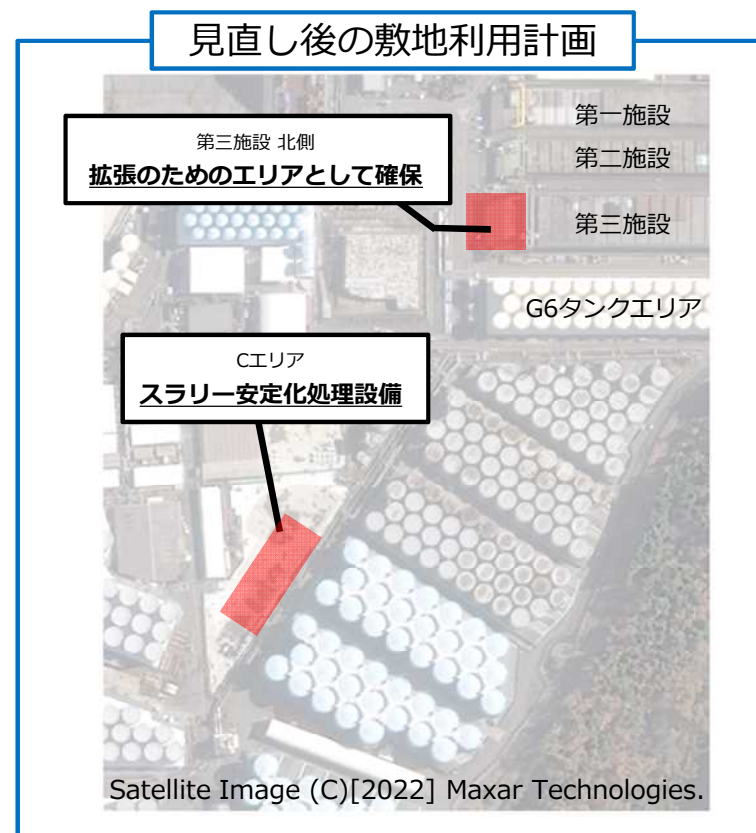 見直し後の敷地利用計画
第三施設 北側
拡張のためのエリアとして確保
第一施設
第二施設
第三施設
G6タンクエリア
Cエリア
スラリー安定化処理設備
Satellite Image (C)[2022] Maxar Technologies.